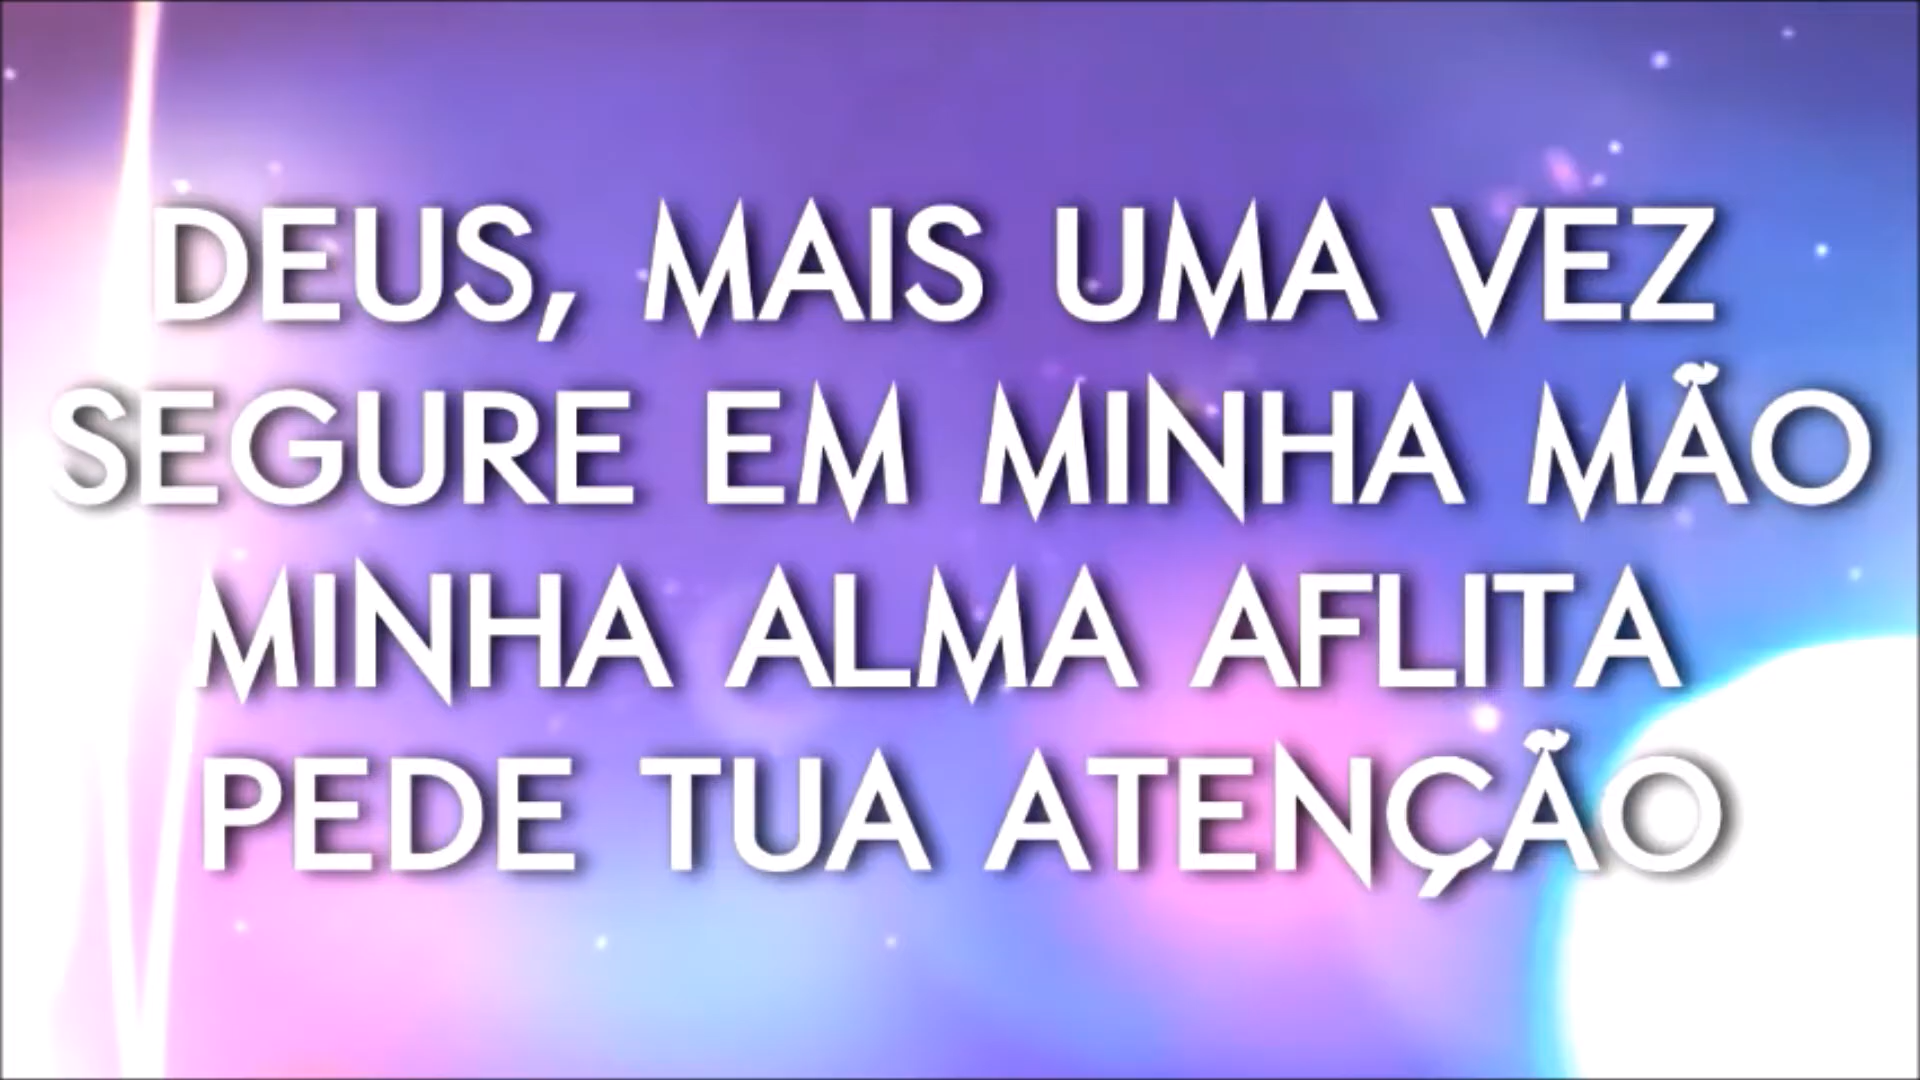 DEUS, MAIS UMA VEZ
SEGURE EM MINHA MÃO
MINHA ALMA AFLITA
PEDE TUA ATENÇÃO